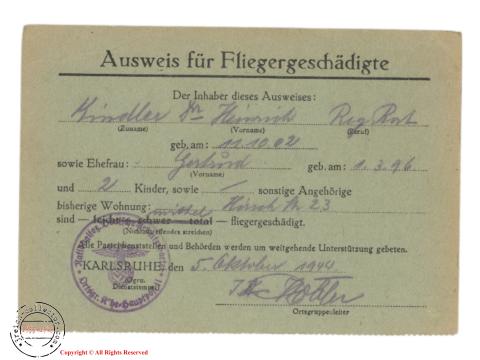 Ausweis für Fliegergeschädigte
Der Inhaber dieses Ausweises:
Kindler Dr Heinrich Reg Rat
(Zuname) (Vorname) (Beruf)
geb. am: 11.10.02
sowie Ehefrau: Gertrud geb. am: 1.3.96
(Vorname)
und 2 Kinder, sowie — sonstige Angehörige
bisherige Wohnung: Hirsch Str. 23
sind — leicht — schwer — total — fliegergeschädigt.
mittel
(Nichtzutreffendes streichen)
Alle Parteidienststellen und Behörden werden um weitgehende Unterstützung gebeten.
KARLSRUHE, den 5. Oktober 1944
Ogru.
Dienststempel
Ortsgruppenleiter
Copyright © All Rights Reserved